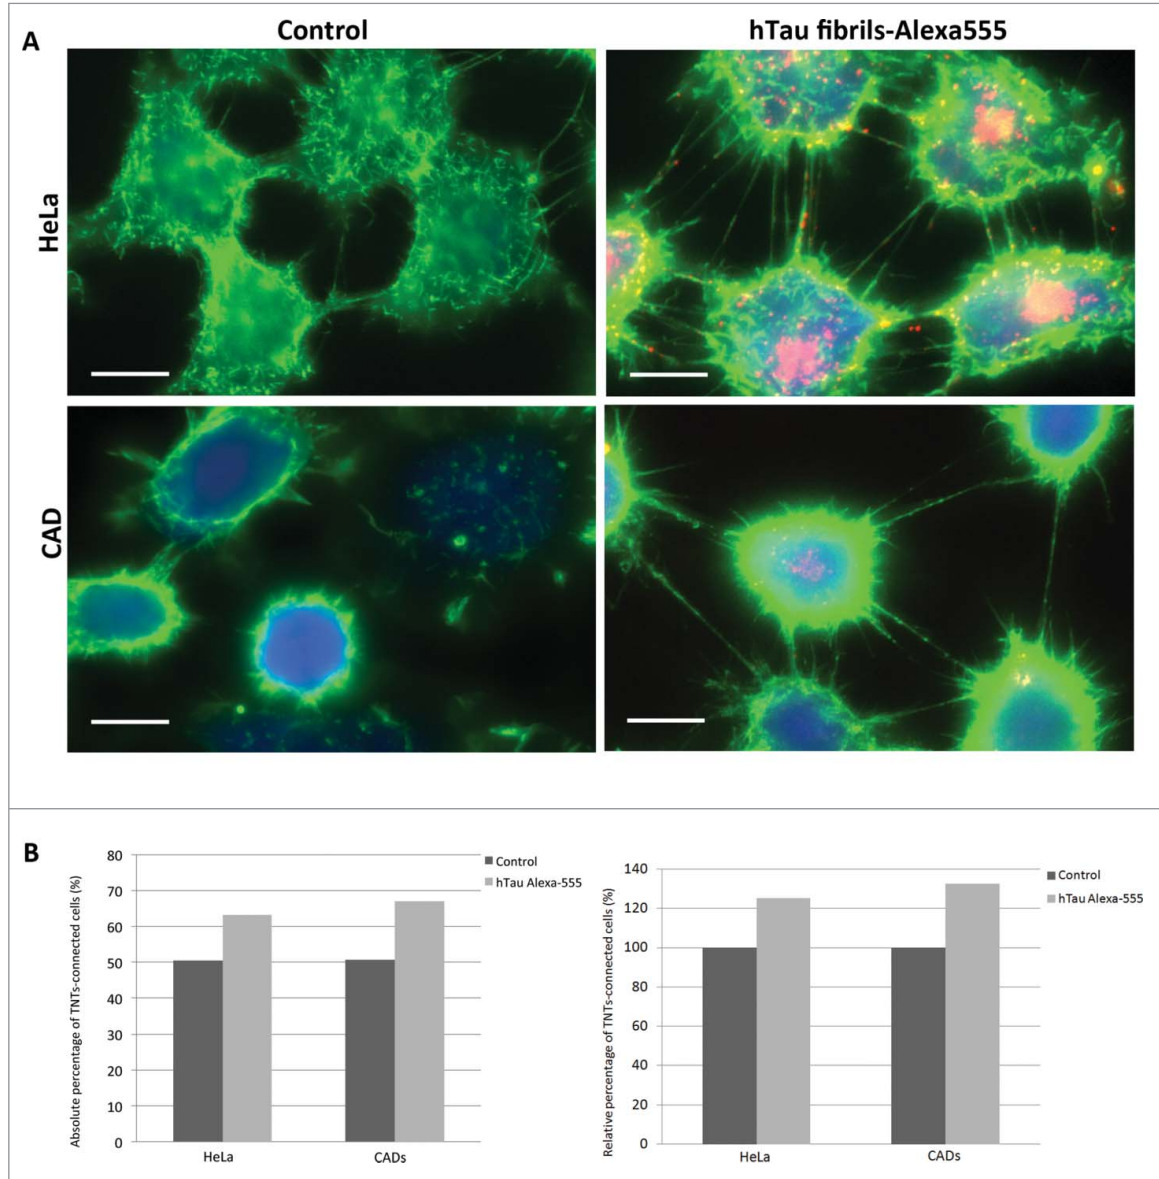 A
Control
hTau fibrils-Alexa555
HeLa
CAD
B
Absolute percentage of TNTs-connected cells (%)
80
70
60
50
40
30
20
10
0
HeLa
CADs
Control
hTau Alexa-555
Relative percentage of TNTs-connected cells (%)
140
120
100
80
60
40
20
0
HeLa
CADs
Control
hTau Alexa-555